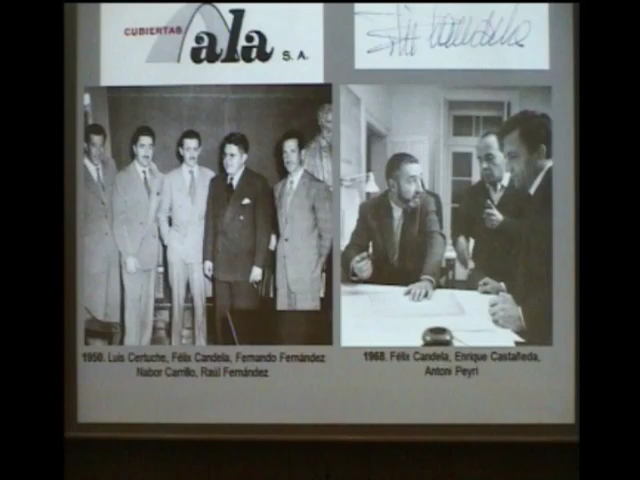 CUBIERTAS
ala S. A.
1950. Luis Certuche, Félix Candela, Fernando Fernández
Nabor Carrillo, Raúl Fernández
1968. Félix Candela, Enrique Castañeda,
Antoni Peyrí